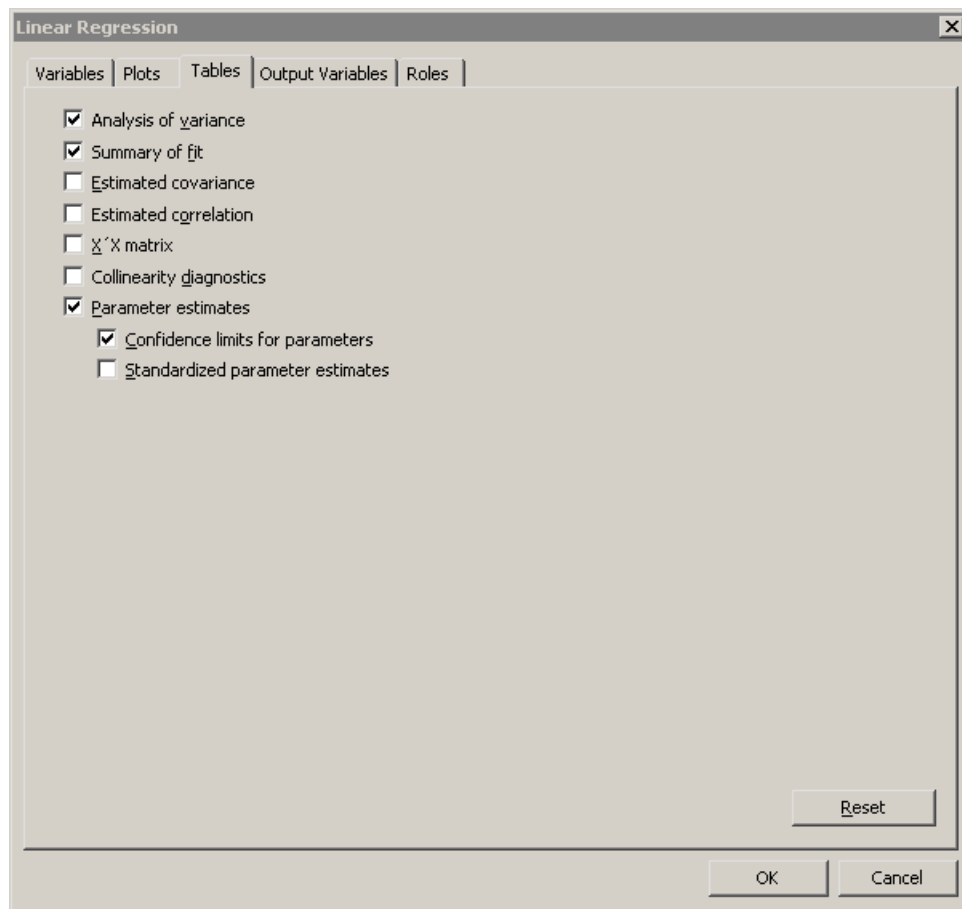 Linear Regression
Variables Plots Tables Output Variables Roles
Analysis of variance
Summary of fit
Estimated covariance
Estimated correlation
X´X matrix
Collinearity diagnostics
Parameter estimates
Confidence limits for parameters
Standardized parameter estimates
Reset
OK Cancel